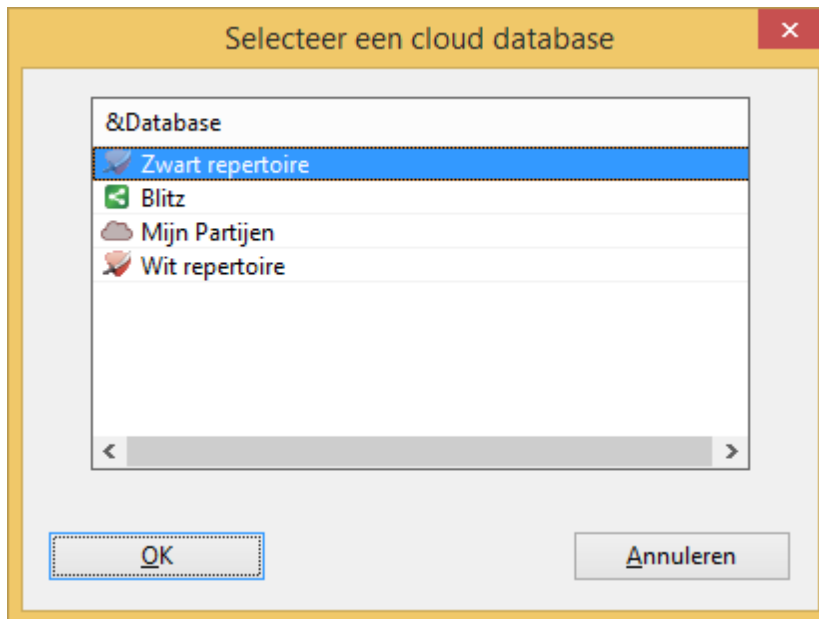 Selecteer een cloud database
&Database
Zwart repertoire
Blitz
Mijn Partijen
Wit repertoire
OK
Annuleren